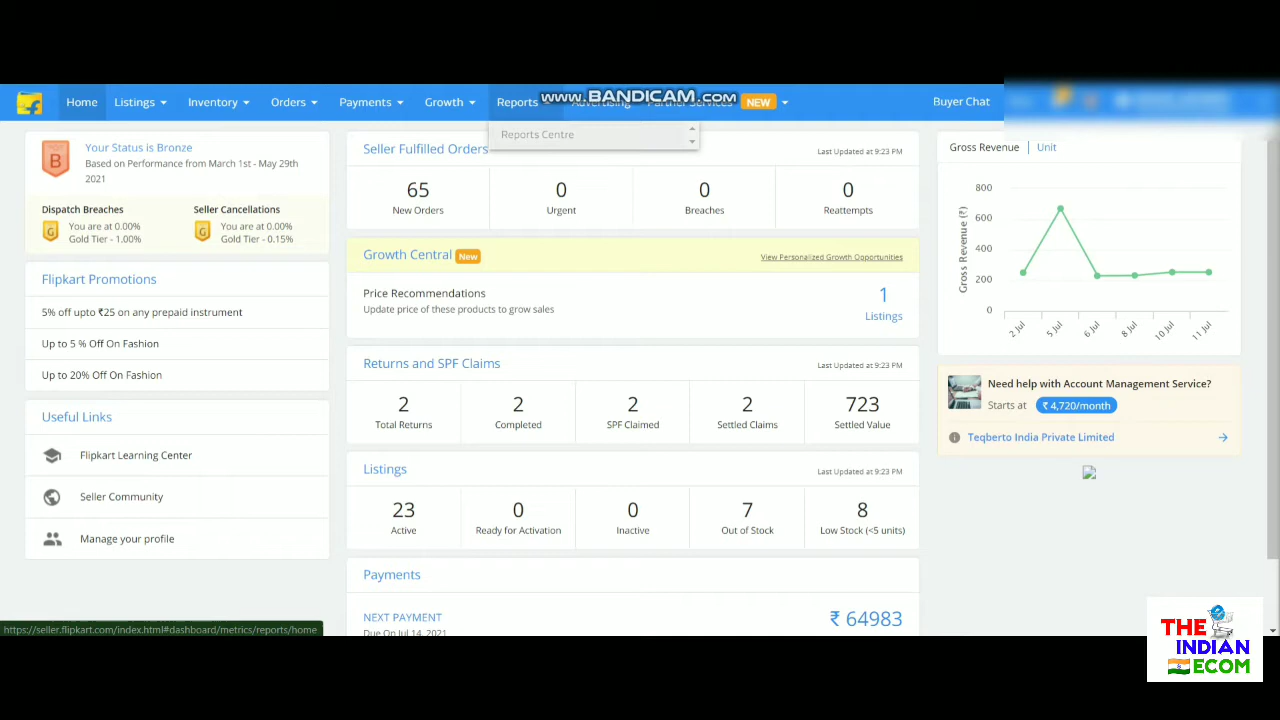 www.BANDICAM.com
Home Listings Inventory Orders Payments Growth Reports Advertising Partner Services NEW Buyer Chat
Reports Centre
B
Your Status is Bronze
Based on Performance from March 1st - May 29th
2021
Dispatch Breaches
G
You are at 0.00%
Gold Tier - 1.00%
Seller Cancellations
G
You are at 0.00%
Gold Tier - 0.15%
Flipkart Promotions
5% off upto ₹25 on any prepaid instrument
Up to 5 % Off On Fashion
Up to 20% Off On Fashion
Useful Links
Flipkart Learning Center
Seller Community
Manage your profile
Seller Fulfilled Orders
Last Updated at 9:23 PM
65 0 0 0
New Orders Urgent Breaches Reattempts
Growth Central New
View Personalized Growth Opportunities
Price Recommendations
Update price of these products to grow sales
1
Listings
Returns and SPF Claims
Last Updated at 9:23 PM
2 2 2 2 723
Total Returns Completed SPF Claimed Settled Claims Settled Value
Listings
Last Updated at 9:23 PM
23 0 0 7 8
Active Ready for Activation Inactive Out of Stock Low Stock (<5 units)
Payments
NEXT PAYMENT
₹ 64983
Due On Jul 14, 2021
Gross Revenue | Unit
Gross Revenue (₹)
800
600
400
200
0
2 Jul 5 Jul 6 Jul 8 Jul 10 Jul 11 Jul
Need help with Account Management Service?
Starts at ₹ 4,720/month
Teqberto India Private Limited
https://seller.flipkart.com/index.html#dashboard/metrics/reports/home
THE
INDIAN
ECOM